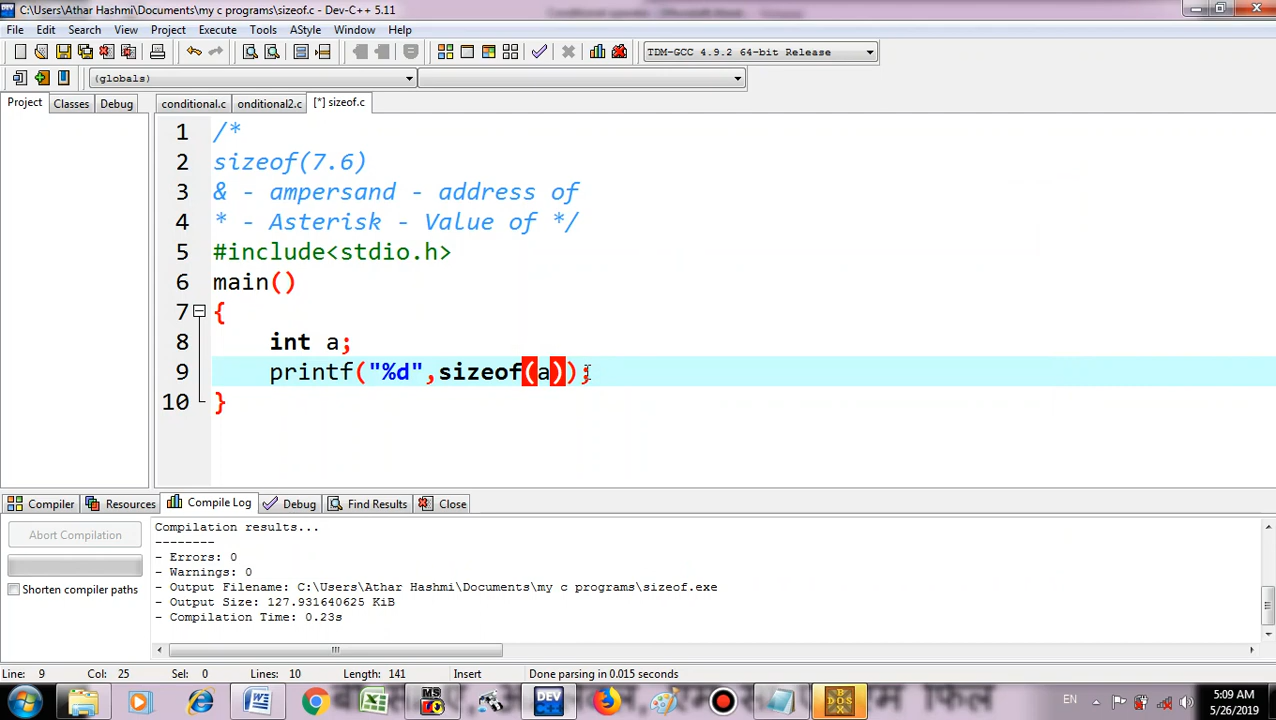 C:\Users\Athar Hashmi\Documents\my c programs\sizeof.c - Dev-C++ 5.11
File Edit Search View Project Execute Tools AStyle Window Help
TDM-GCC 4.9.2 64-bit Release
(globals)
Project Classes Debug conditional.c onditional2.c [*] sizeof.c
1 /*
2 sizeof(7.6)
3 & - ampersand - address of
4 * - Asterisk - Value of */
5 #include<stdio.h>
6 main()
7 {
8 int a;
9 printf("%d",sizeof(a));
10 }
Compiler Resources Compile Log Debug Find Results Close
Abort Compilation
Shorten compiler paths
Compilation results...
--------
- Errors: 0
- Warnings: 0
- Output Filename: C:\Users\Athar Hashmi\Documents\my c programs\sizeof.exe
- Output Size: 127.931640625 KiB
- Compilation Time: 0.23s
Line: 9 Col: 25 Sel: 0 Lines: 10 Length: 141 Insert Done parsing in 0.015 seconds
EN
5:09 AM
5/26/2019